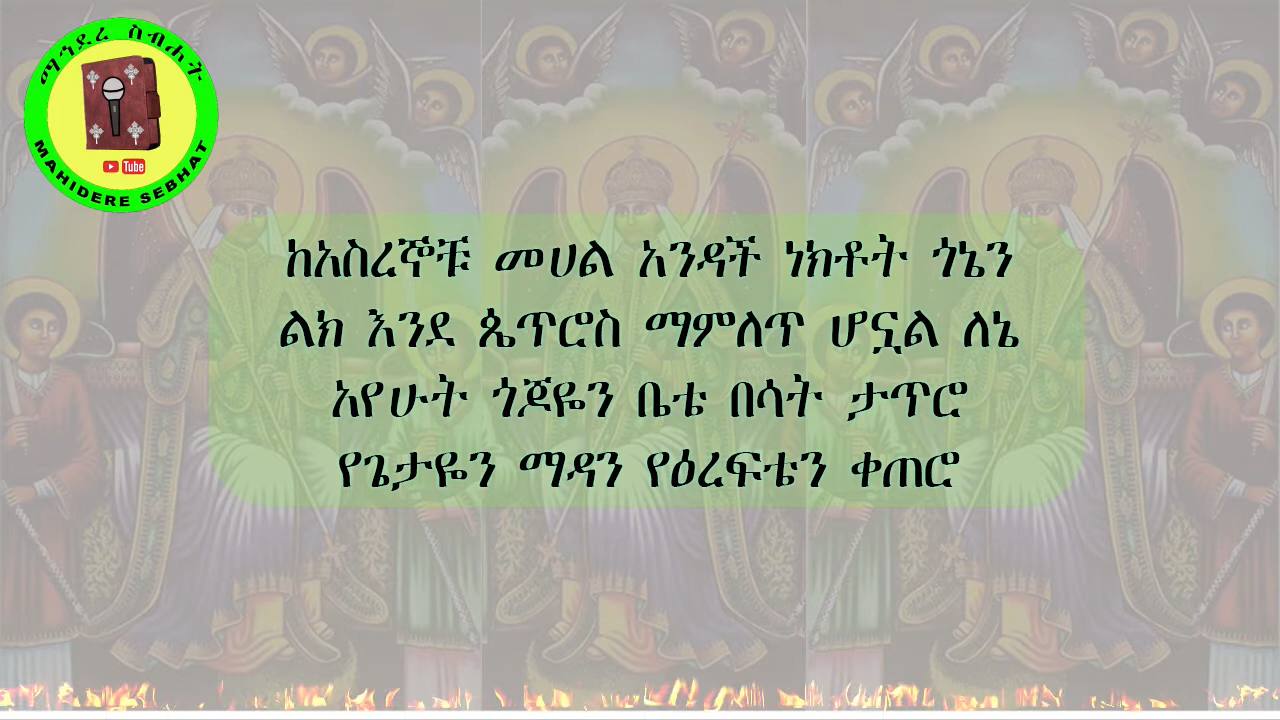 ማኅደረ ስብሐት
MAHIDERE SEBHAT
Tube
ከአስረኞቹ መሀል አንዳች ነክቶት ጎኔን
ልክ እንደ ጴጥሮስ ማምለጥ ሆኗል ለኔ
አየሁት ጎጆዬን ቤቴ በሳት ታጥሮ
የጌታዬን ማዳን የዕረፍቴን ቀጠሮ